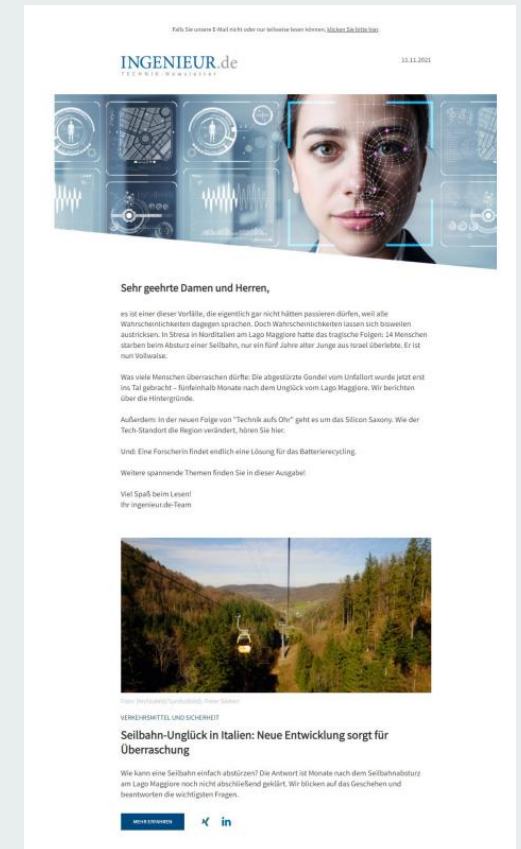 Falls Sie unsere E-Mail nicht oder nur teilweise lesen können, klicken Sie bitte hier.
INGENIEUR.de
TECHNIK-Newsletter
Sehr geehrte Damen und Herren,
es ist einer dieser Vorfälle, die eigentlich gar nicht hätten passieren dürfen, weil alle
Wahrscheinlichkeiten dagegen sprachen. Doch Wahrscheinlichkeiten lassen sich bisweilen
austricksen. In Stresa in Norditalien am Lago Maggiore hatte das tragische Folgen: 14 Menschen
starben beim Absturz einer Seilbahn, nur ein fünf Jahre alter Junge aus Israel überlebte. Er ist
nun Vollwaise.
Was viele Menschen überraschen dürfte: Die abgestürzte Gondel vom Unfallort wurde jetzt erst
ins Tal gebracht – fünfeinhalb Monate nach dem Unglück vom Lago Maggiore. Wir berichten
über die Hintergründe.
Außerdem: In der neuen Folge von "Technik aufs Ohr" geht es um das Silicon Saxony. Wie der
Tech-Standort die Region verändert, hören Sie hier.
Und: Eine Forscherin findet endlich eine Lösung für das Batterierecycling.
Weitere spannende Themen finden Sie in dieser Ausgabe!
Viel Spaß beim Lesen!
Ihr ingenieur.de-Team
VERKEHRSMITTEL UND SICHERHEIT
Seilbahn-Unglück in Italien: Neue Entwicklung sorgt für
Überraschung
Wie kann eine Seilbahn einfach abstürzen? Die Antwort ist Monate nach dem Seilbahnabsturz
am Lago Maggiore noch nicht abschließend geklärt. Wir blicken auf das Geschehen und
beantworten die wichtigsten Fragen.
MEHR ERFAHREN
in